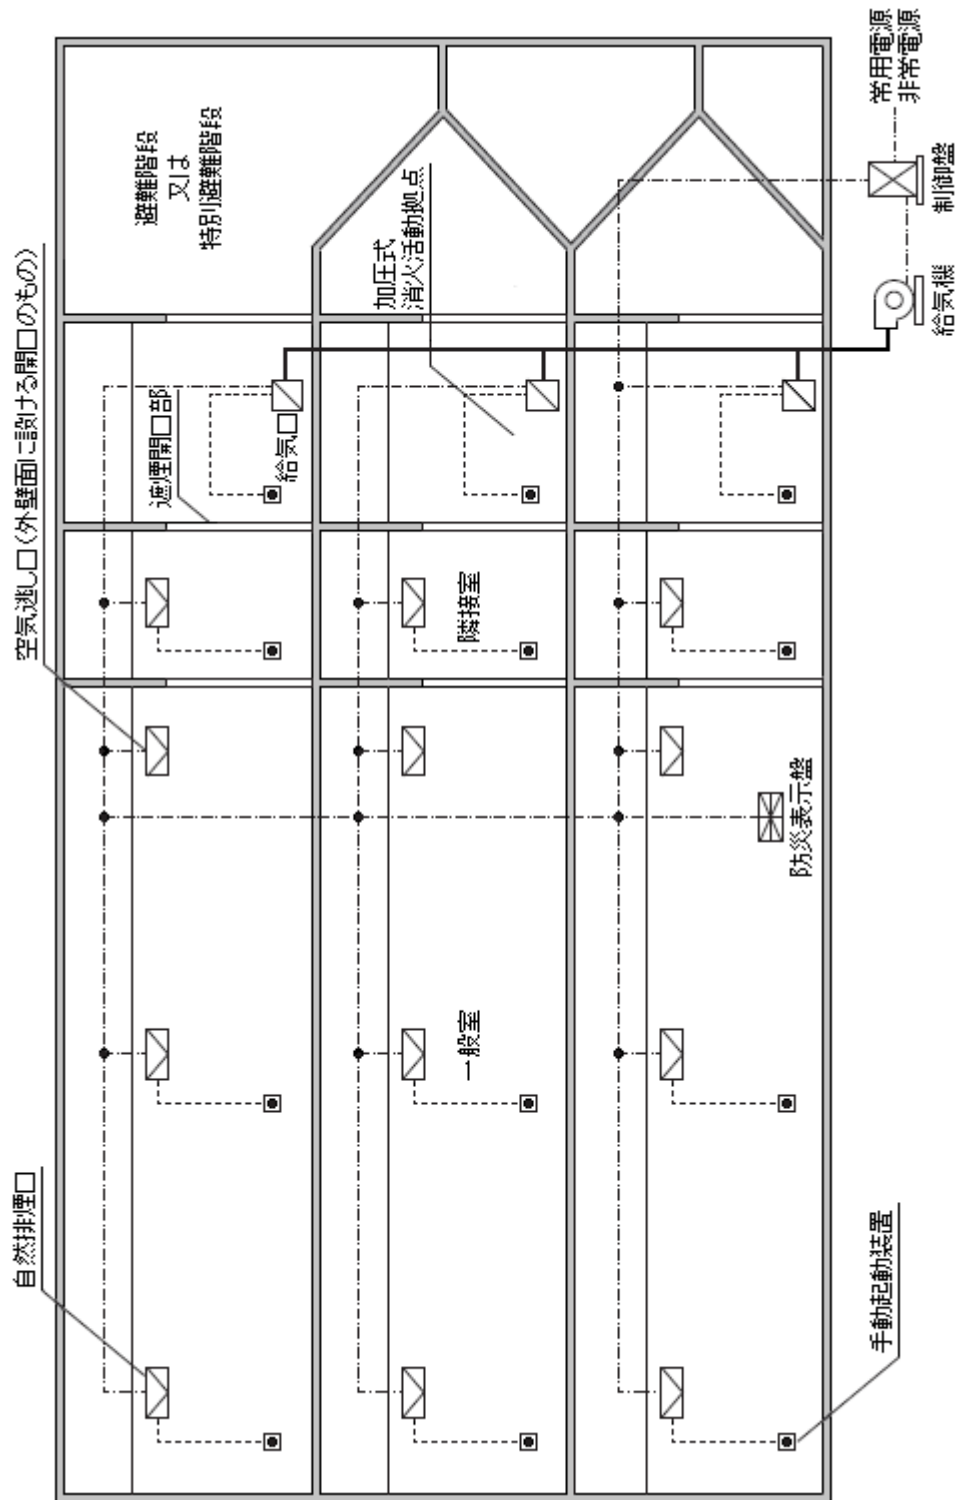 常用電源
非常電源
制御盤
給気機
避難階段
又は
特別避難階段
加圧式
消火活動拠点
空気逃し口(外壁面に設ける開口のもの)
遮煙開口部
給気口
隣接室
防災表示盤
一般室
自然排煙口
手動起動装置